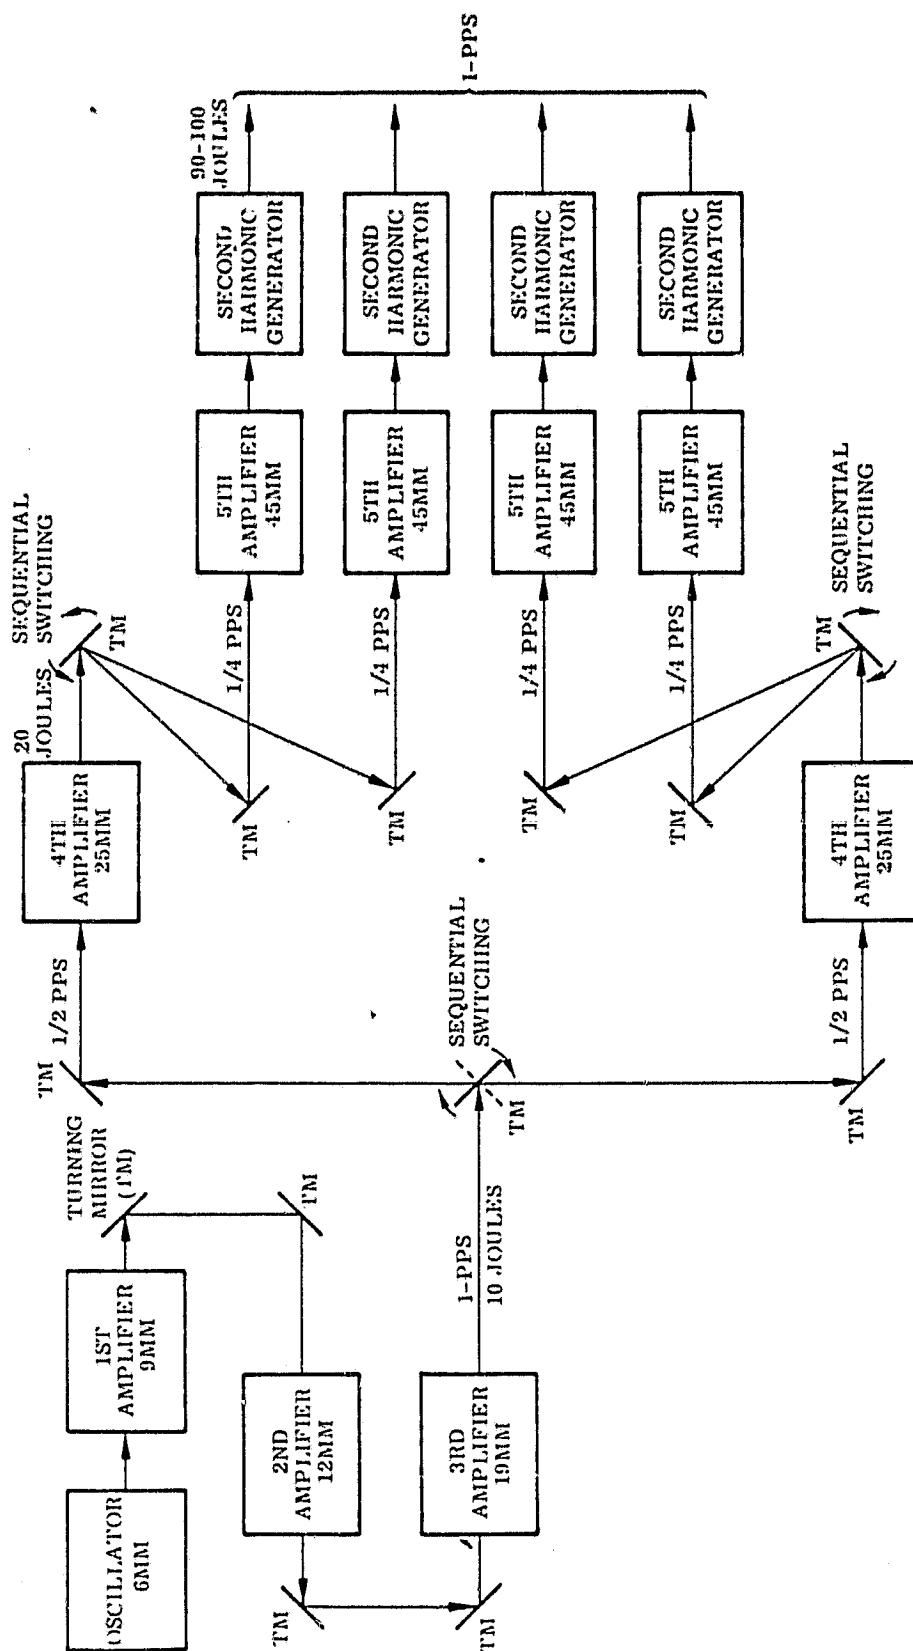 OSCILLATOR
6MM
1ST
AMPLIFIER
9MM
TURNING
MIRROR
(TM)
TM
2ND
AMPLIFIER
12MM
TM
TM
3RD
AMPLIFIER
19MM
1-PPS
10 JOULES
TM
SEQUENTIAL
SWITCHING
TM
1/2 PPS
4TH
AMPLIFIER
25MM
20
JOULES
SEQUENTIAL
SWITCHING
TM
TM
1/4 PPS
5TH
AMPLIFIER
45MM
SECOND
HARMONIC
GENERATOR
90-100
JOULES
TM
1/4 PPS
5TH
AMPLIFIER
45MM
SECOND
HARMONIC
GENERATOR
TM
1/4 PPS
5TH
AMPLIFIER
45MM
SECOND
HARMONIC
GENERATOR
TM
1/4 PPS
5TH
AMPLIFIER
45MM
SECOND
HARMONIC
GENERATOR
1-PPS
TM
1/2 PPS
4TH
AMPLIFIER
25MM
TM
SEQUENTIAL
SWITCHING